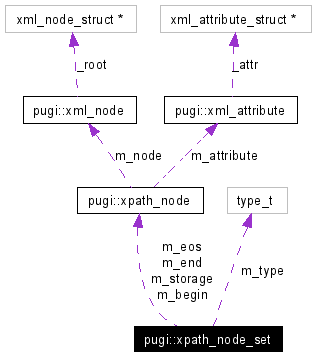 xml_node_struct *
xml_attribute_struct *
_root
_attr
pugi::xml_node
pugi::xml_attribute
m_node
m_attribute
pugi::xpath_node
type_t
m_eos
m_end
m_storage
m_begin
m_type
pugi::xpath_node_set